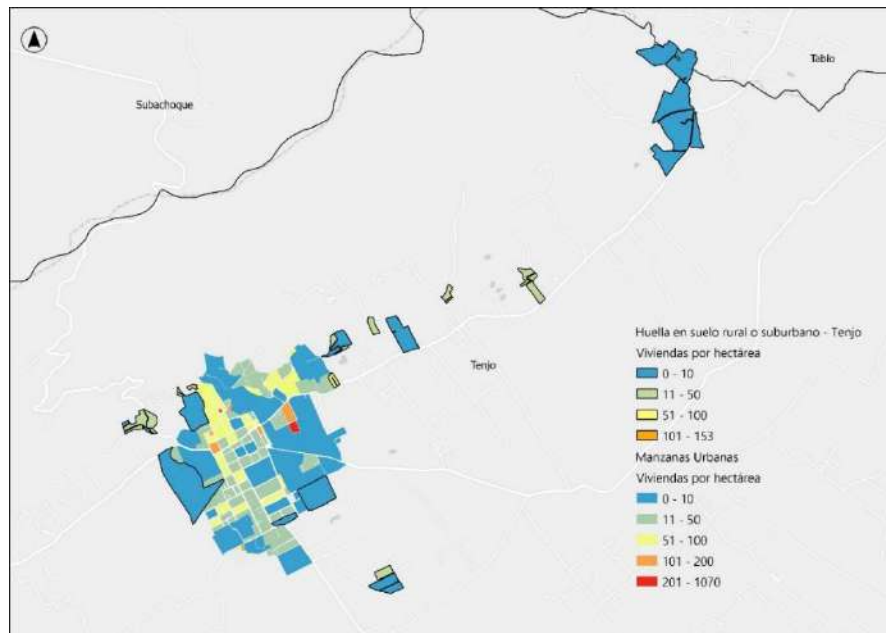 Tabio
Subachoque
Tenjo
Huella en suelo rural o suburbano - Tenjo
Viviendas por hectárea
0 - 10
11 - 50
51 - 100
101 - 153
Manzanas Urbanas
Viviendas por hectárea
0 - 10
11 - 50
51 - 100
101 - 200
201 - 1070